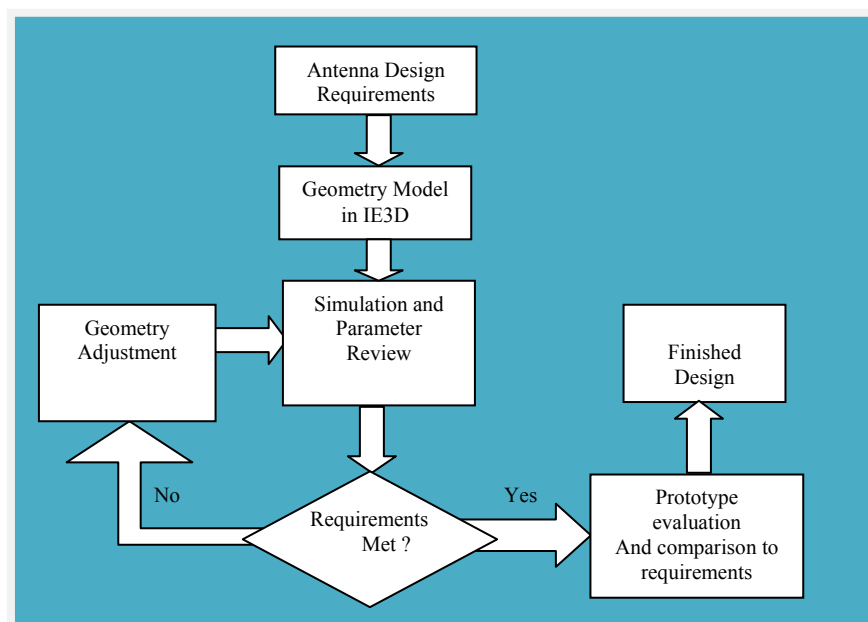 Antenna Design
Requirements
Geometry Model
in IE3D
Simulation and
Parameter
Review
Geometry
Adjustment
Finished
Design
No
Yes
Requirements
Met ?
Prototype
evaluation
And comparison to
requirements